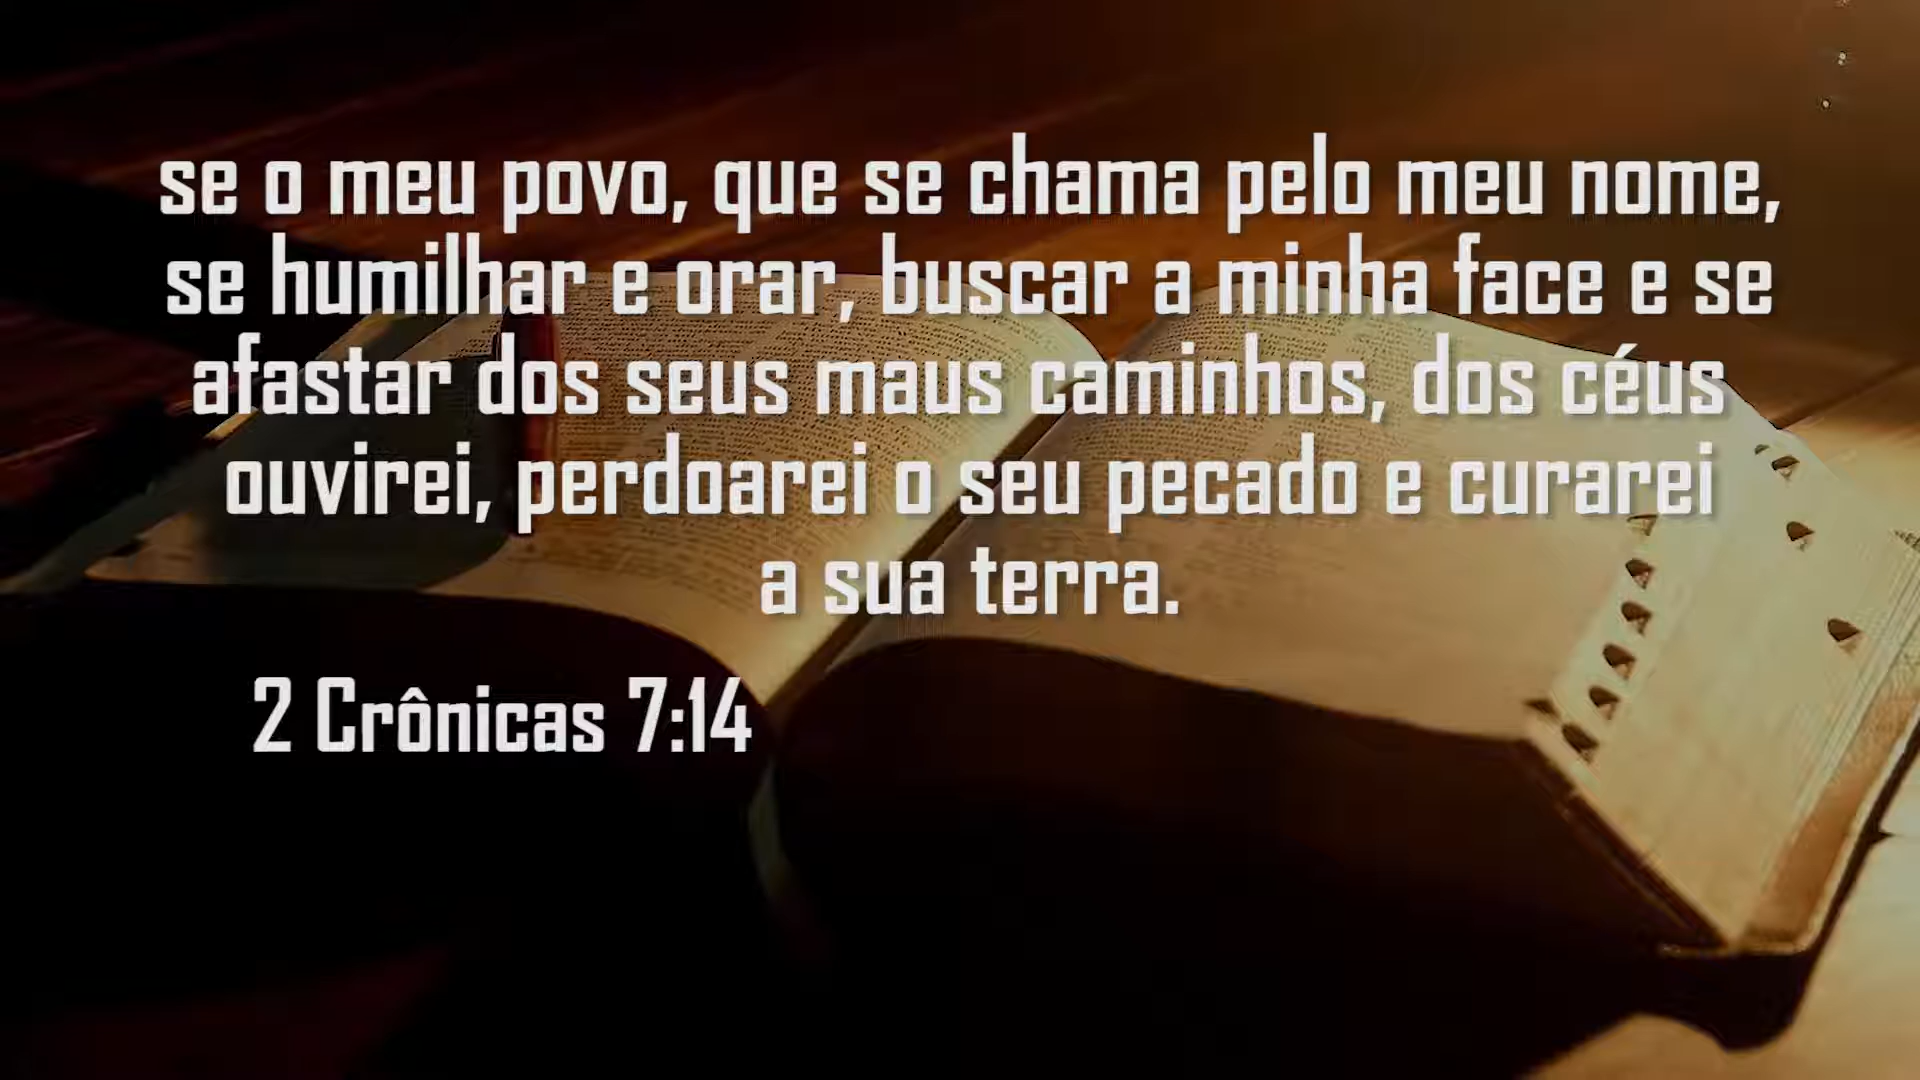 se o meu povo, que se chama pelo meu nome,
se humilhar e orar, buscar a minha face e se
afastar dos seus maus caminhos, dos céus
ouvirei, perdoarei o seu pecado e curarei
a sua terra.
2 Crônicas 7:14